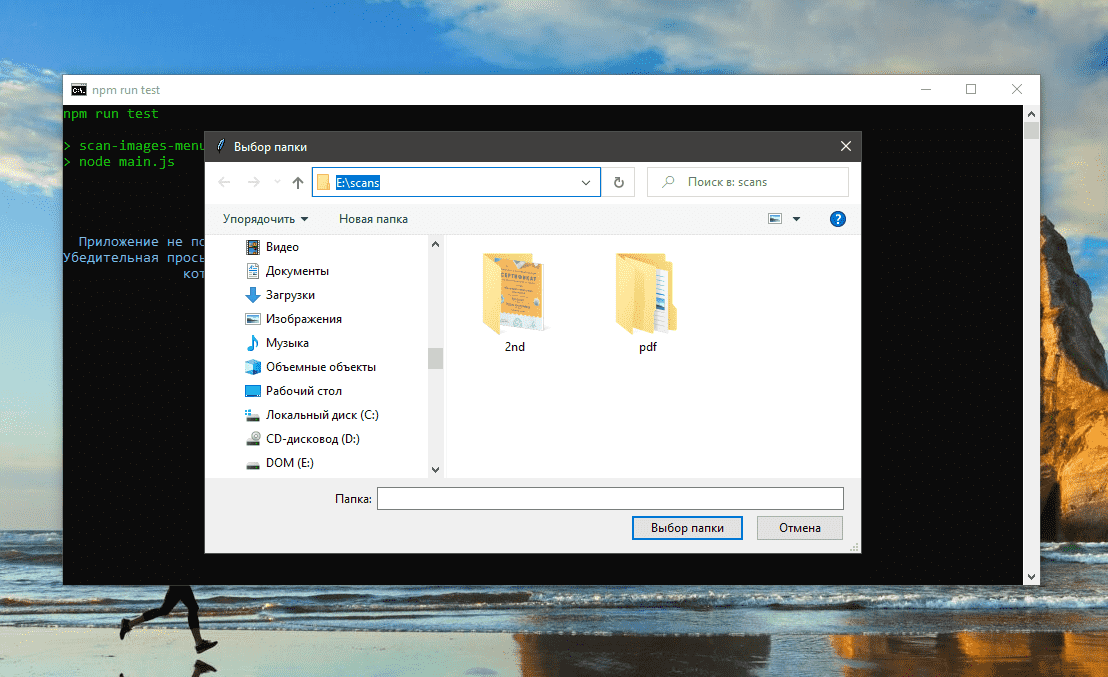 npm run test
npm run test
> scan-images-menu
> node main.js
Приложение не по
Убедительная прось
кот
Выбор папки
E:\scans
Поиск в: scans
Упорядочить
Новая папка
Видео
Документы
Загрузки
Изображения
Музыка
Объемные объекты
Рабочий стол
Локальный диск (C:)
CD-дисковод (D:)
DOM (E:)
СЕРТИФИКАТ
2nd
pdf
Папка:
Выбор папки
Отмена